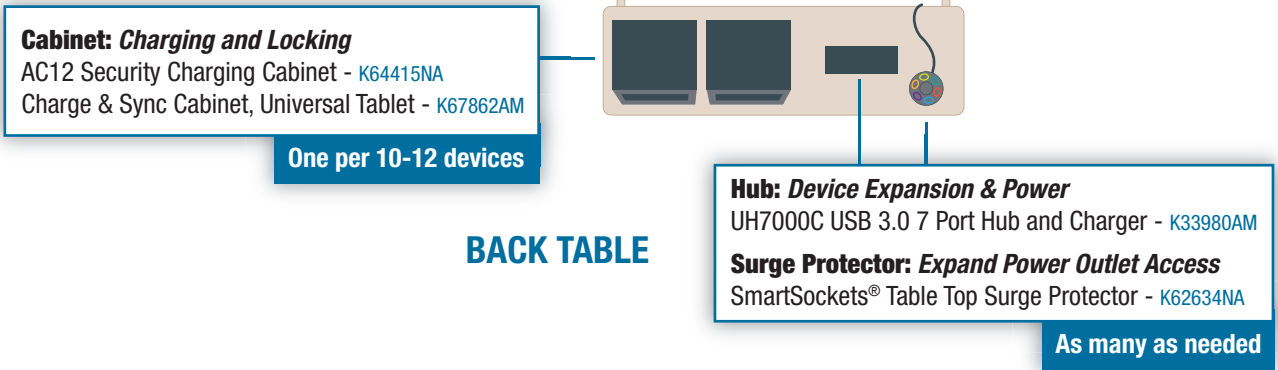 Cabinet: Charging and Locking
AC12 Security Charging Cabinet - K64415NA
Charge & Sync Cabinet, Universal Tablet - K67862AM
One per 10-12 devices
BACK TABLE
Hub: Device Expansion & Power
UH7000C USB 3.0 7 Port Hub and Charger - K33980AM
Surge Protector: Expand Power Outlet Access
SmartSockets® Table Top Surge Protector - K62634NA
As many as needed